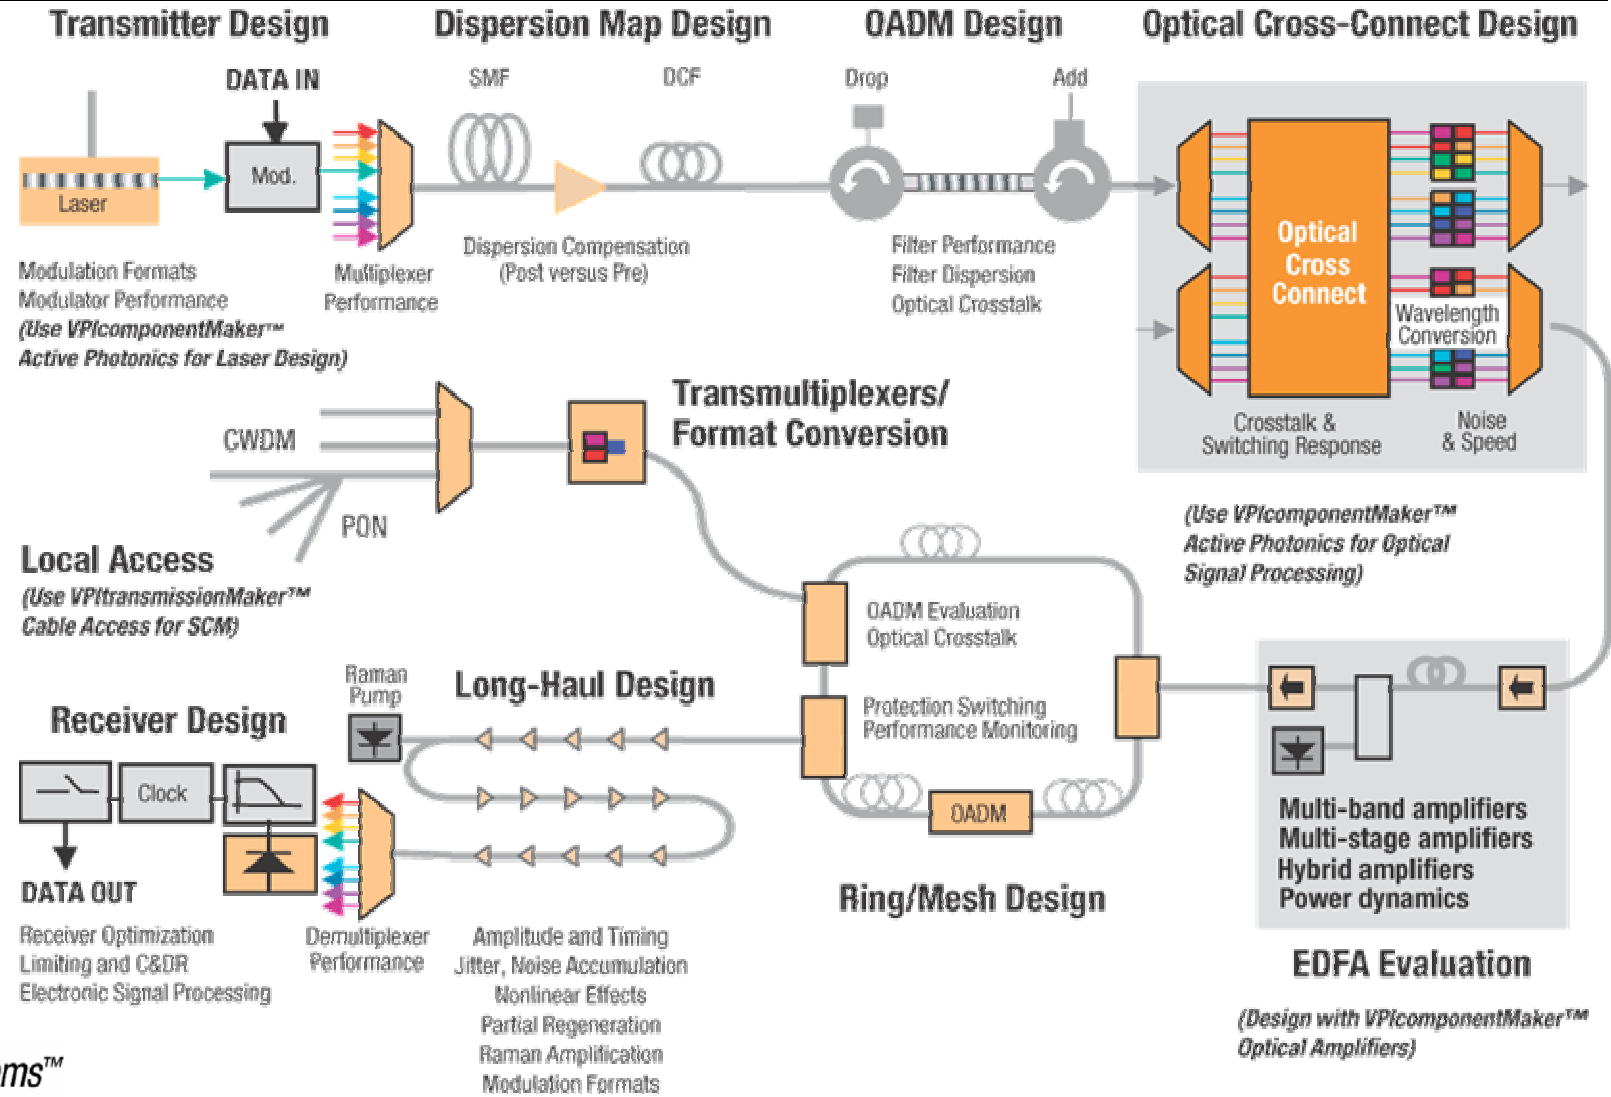 Transmitter Design
Dispersion Map Design
OADM Design
Optical Cross-Connect Design
DATA IN
SMF
DCF
Drop
Add
Mod.
Laser
Modulation Formats
Modulator Performance
(Use VPIcomponentMaker™
Active Photonics for Laser Design)
Multiplexer
Performance
Dispersion Compensation
(Post versus Pre)
Filter Performance
Filter Dispersion
Optical Crosstalk
Optical
Cross
Connect
Wavelength
Conversion
Crosstalk &
Switching Response
Noise
& Speed
(Use VPIcomponentMaker™
Active Photonics for Optical
Signal Processing)
Transmultiplexers/
Format Conversion
CWDM
PON
Local Access
(Use VPItransmissionMaker™
Cable Access for SCM)
OADM Evaluation
Optical Crosstalk
Protection Switching
Performance Monitoring
OADM
Ring/Mesh Design
Raman
Pump
Long-Haul Design
Receiver Design
Clock
DATA OUT
Receiver Optimization
Limiting and C&DR
Electronic Signal Processing
Demultiplexer
Performance
Amplitude and Timing
Jitter, Noise Accumulation
Nonlinear Effects
Partial Regeneration
Raman Amplification
Modulation Formats
Multi-band amplifiers
Multi-stage amplifiers
Hybrid amplifiers
Power dynamics
EDFA Evaluation
(Design with VPIcomponentMaker™
Optical Amplifiers)
ms™